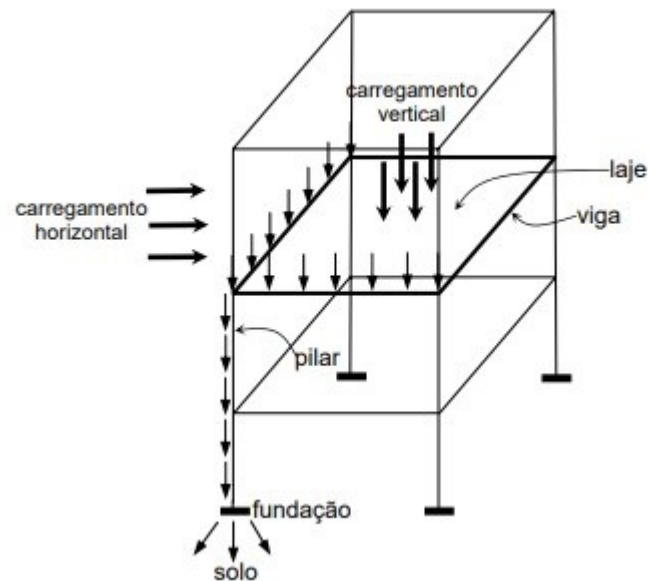 carregamento
vertical
laje
viga
carregamento
horizontal
pilar
fundação
solo